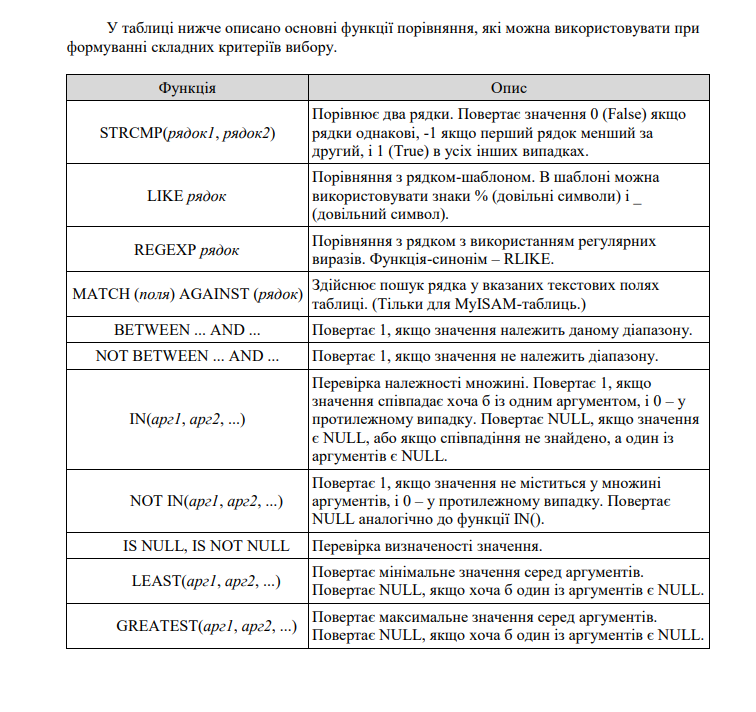 У таблиці нижче описано основні функції порівняння, які можна використовувати при
формуванні складних критеріїв вибору.
Функція
Опис
STRCMP(рядок1, рядок2)
Порівнює два рядки. Повертає значення 0 (False) якщо
рядки однакові, -1 якщо перший рядок менший за
другий, і 1 (True) в усіх інших випадках.
LIKE рядок
Порівняння з рядком-шаблоном. В шаблоні можна
використовувати знаки % (довільні символи) і _
(довільний символ).
REGEXP рядок
Порівняння з рядком з використанням регулярних
виразів. Функція-синонім – RLIKE.
MATCH (поля) AGAINST (рядок)
Здійснює пошук рядка у вказаних текстових полях
таблиці. (Тільки для MyISAM-таблиць.)
BETWEEN ... AND ...
Повертає 1, якщо значення належить даному діапазону.
NOT BETWEEN ... AND ...
Повертає 1, якщо значення не належить діапазону.
IN(арг1, арг2, ...)
Перевірка належності множині. Повертає 1, якщо
значення співпадає хоча б із одним аргументом, і 0 – у
протилежному випадку. Повертає NULL, якщо значення
є NULL, або якщо співпадіння не знайдено, а один із
аргументів є NULL.
NOT IN(арг1, арг2, ...)
Повертає 1, якщо значення не міститься у множині
аргументів, і 0 – у протилежному випадку. Повертає
NULL аналогічно до функції IN().
IS NULL, IS NOT NULL
Перевірка визначеності значення.
LEAST(арг1, арг2, ...)
Повертає мінімальне значення серед аргументів.
Повертає NULL, якщо хоча б один із аргументів є NULL.
GREATEST(арг1, арг2, ...)
Повертає максимальне значення серед аргументів.
Повертає NULL, якщо хоча б один із аргументів є NULL.